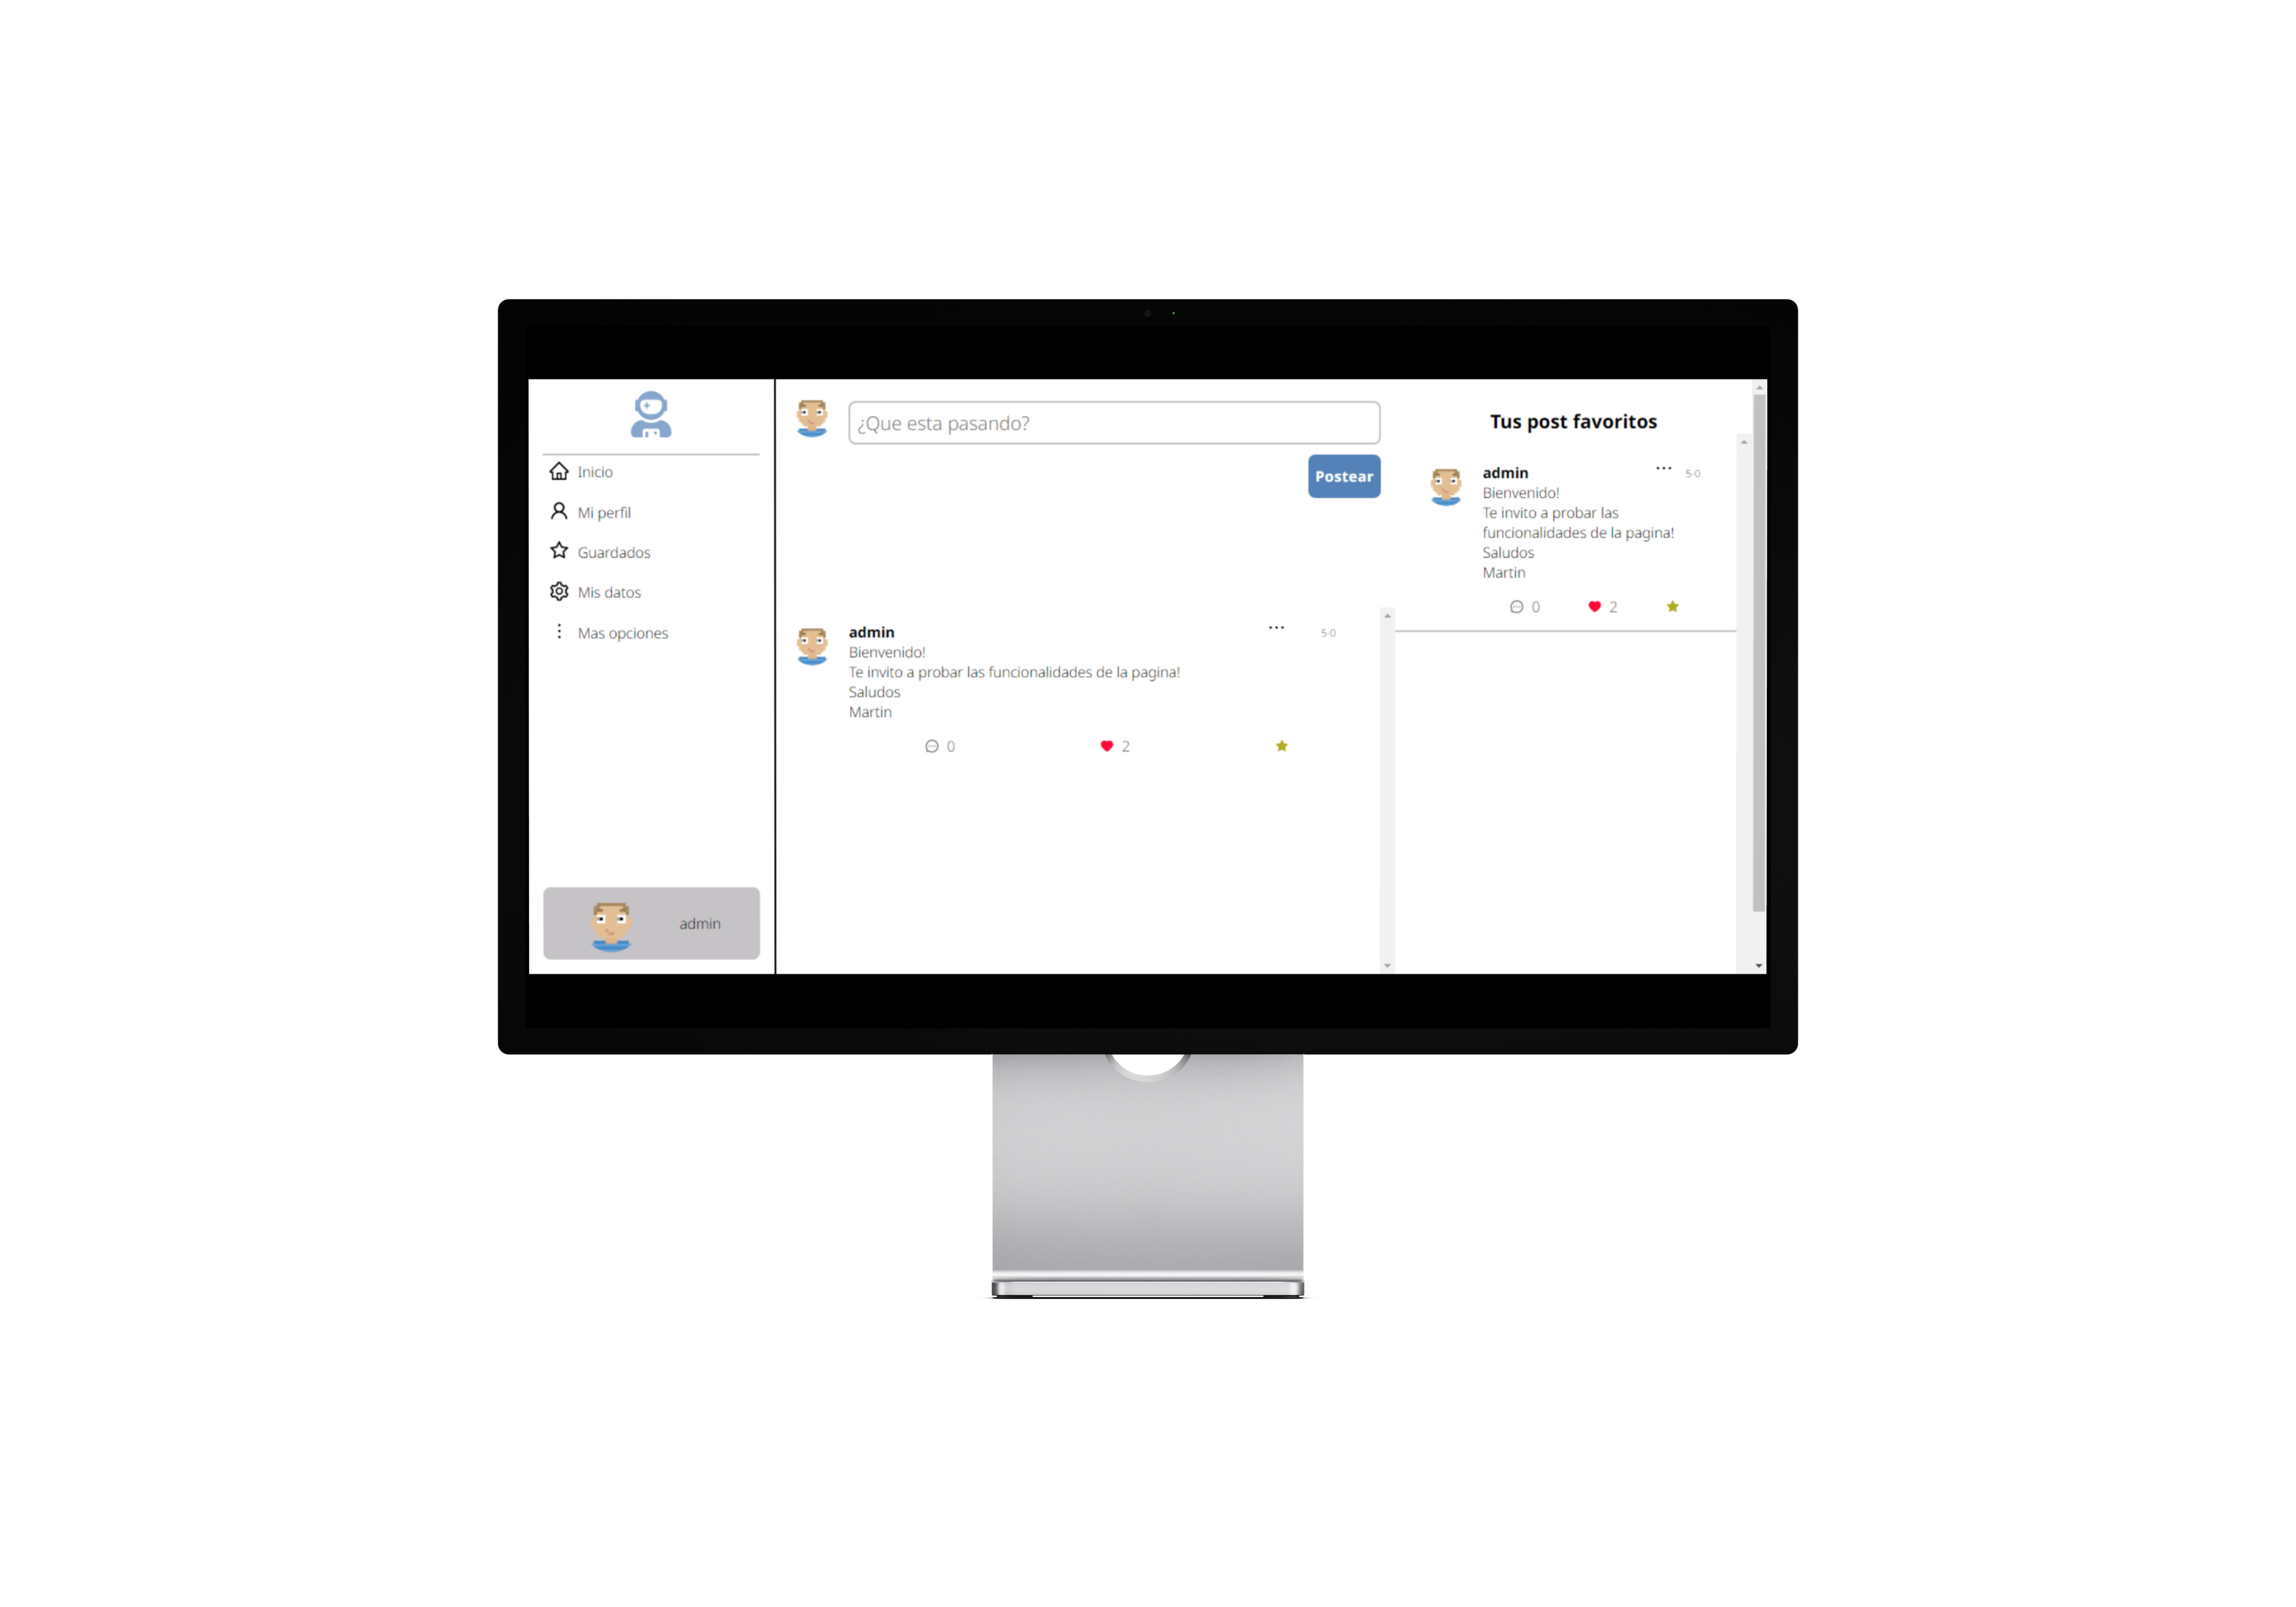 Inicio
Mi perfil
Guardados
Mis datos
Mas opciones
admin
¿Que esta pasando?
Postear
admin
5-0
Bienvenido!
Te invito a probar las funcionalidades de la pagina!
Saludos
Martin
0
2
Tus post favoritos
admin
5-0
Bienvenido!
Te invito a probar las
funcionalidades de la pagina!
Saludos
Martin
0
2